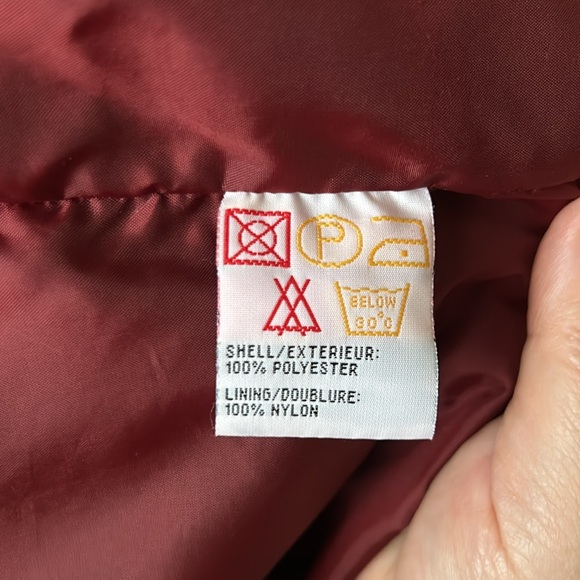 P
BELOW
30°C
SHELL/EXTERIEUR:
100% POLYESTER
LINING/DOUBLURE:
100% NYLON